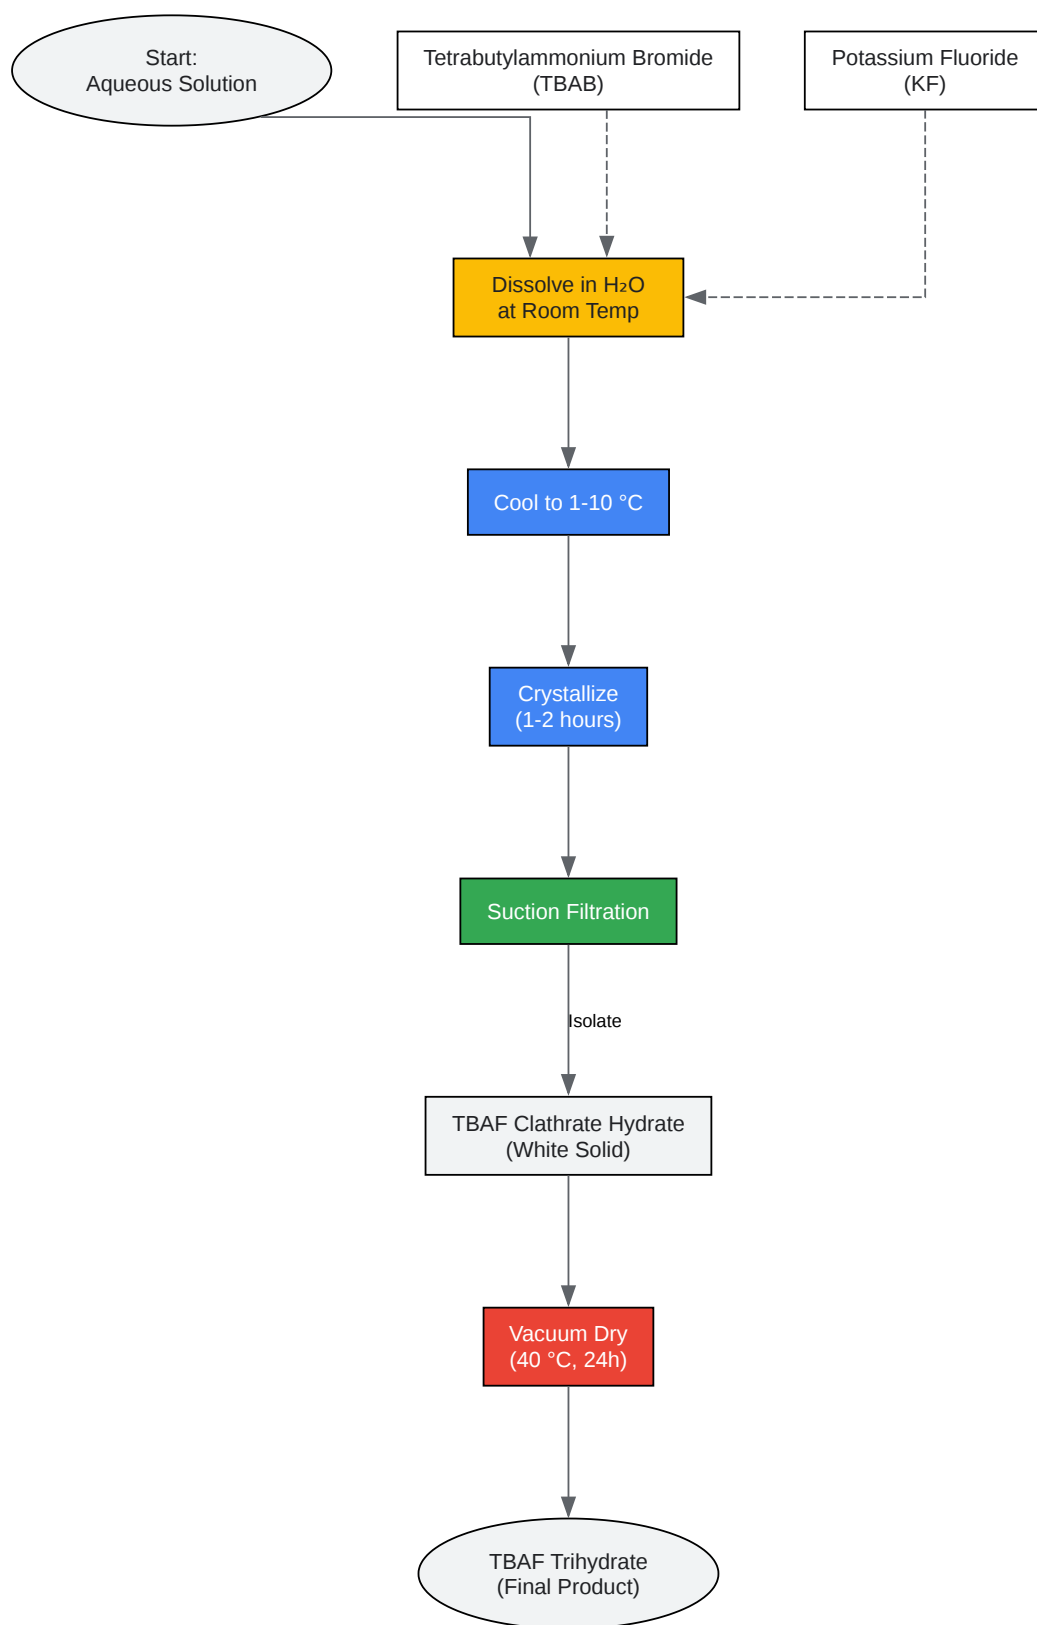 Start:
Aqueous Solution
Tetrabutylammonium Bromide
(TBAB)
Potassium Fluoride
(KF)
Dissolve in H₂O
at Room Temp
Cool to 1-10 °C
Crystallize
(1-2 hours)
Suction Filtration
Isolate
TBAF Clathrate Hydrate
(White Solid)
Vacuum Dry
(40 °C, 24h)
TBAF Trihydrate
(Final Product)